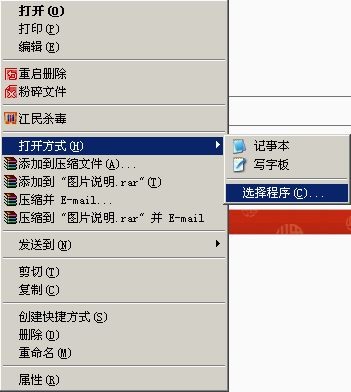 打开(O)
打印(P)
编辑(E)
重启删除
粉碎文件
江民杀毒
打开方式(H)
记事本
写字板
选择程序(C)...
添加到压缩文件(A)...
添加到 "图片说明.rar"(T)
压缩并 E-mail...
压缩到 "图片说明.rar" 并 E-mail
发送到(N)
剪切(T)
复制(C)
创建快捷方式(S)
删除(D)
重命名(M)
属性(R)